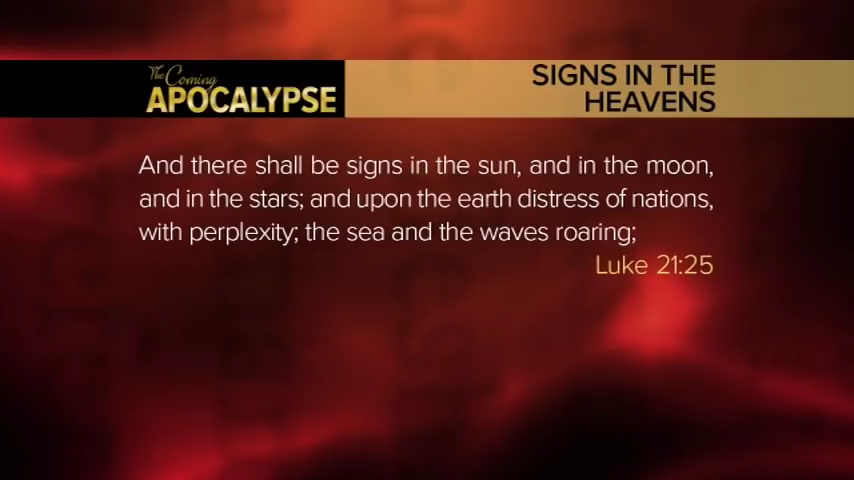 The Coming
APOCALYPSE
SIGNS IN THE
HEAVENS
And there shall be signs in the sun, and in the moon,
and in the stars; and upon the earth distress of nations,
with perplexity; the sea and the waves roaring;
Luke 21:25